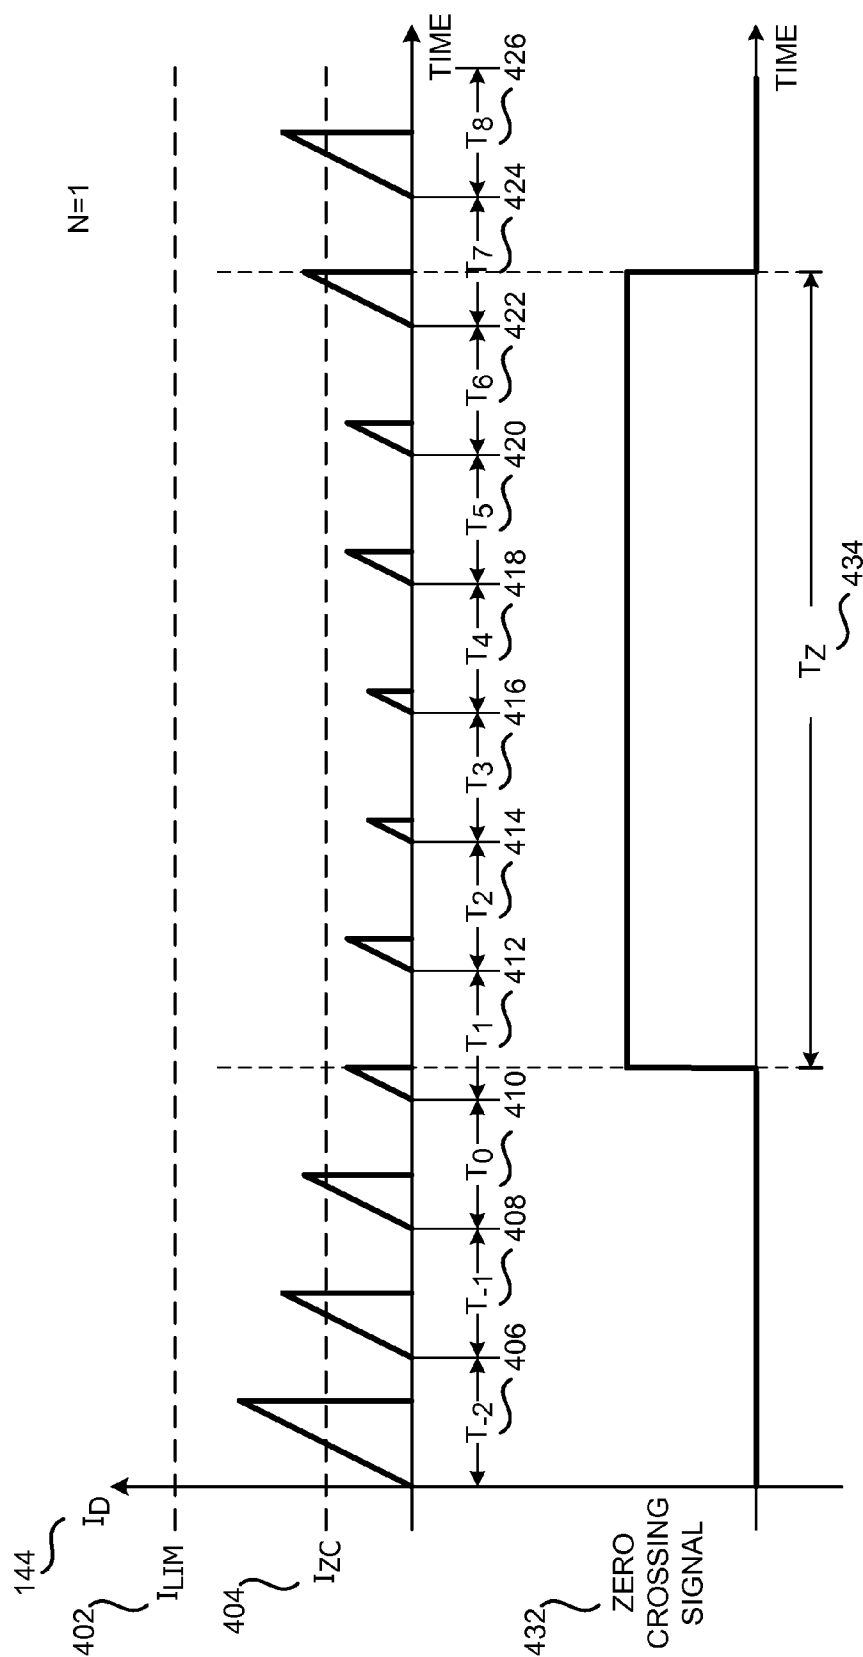 144
I_D
N=1
402
I_LIM
404
I_ZC
TIME
T_-2 T_-1 T_0 T_1 T_2 T_3 T_4 T_5 T_6 T_7 T_8
406 408 410 412 414 416 418 420 422 424 426
432
ZERO
CROSSING
SIGNAL
TIME
T_Z
434